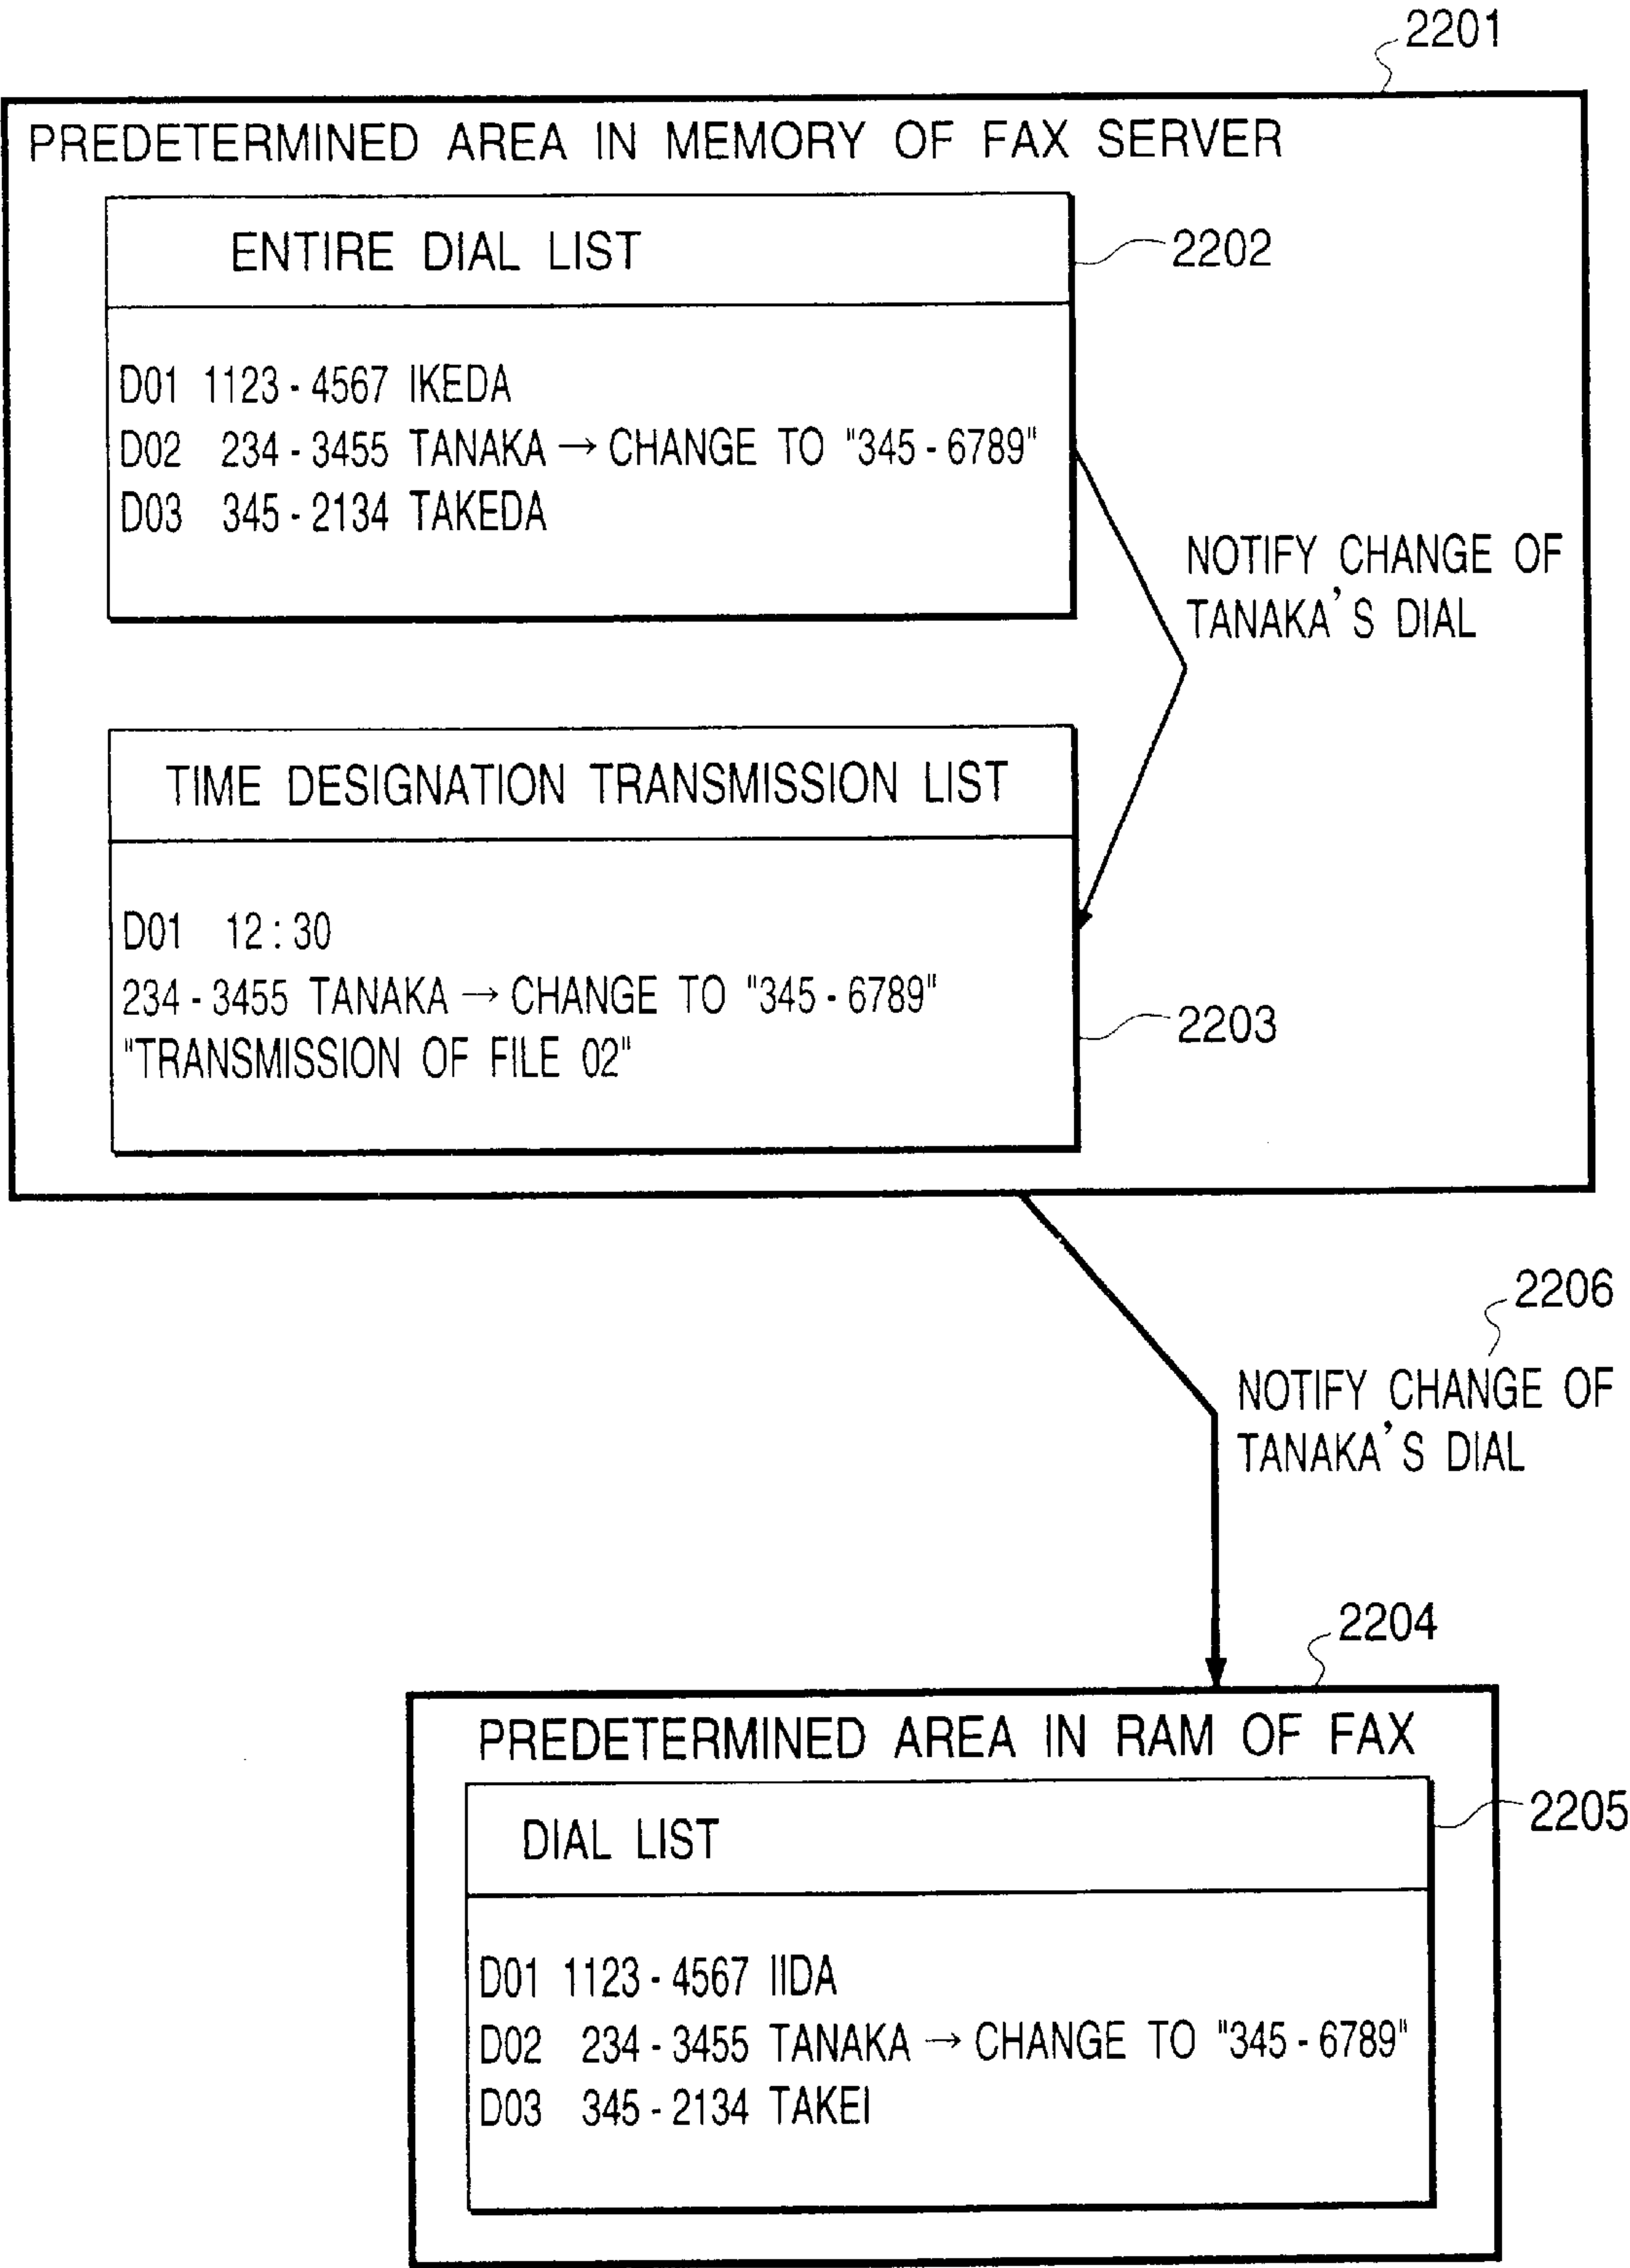 2201
PREDETERMINED AREA IN MEMORY OF FAX SERVER
ENTIRE DIAL LIST
2202
D01 1123-4567 IKEDA
D02 234-3455 TANAKA → CHANGE TO "345-6789"
D03 345-2134 TAKEDA
NOTIFY CHANGE OF
TANAKA'S DIAL
TIME DESIGNATION TRANSMISSION LIST
D01 12:30
234-3455 TANAKA → CHANGE TO "345-6789"
"TRANSMISSION OF FILE 02"
2203
2206
NOTIFY CHANGE OF
TANAKA'S DIAL
2204
PREDETERMINED AREA IN RAM OF FAX
DIAL LIST
2205
D01 1123-4567 IIDA
D02 234-3455 TANAKA → CHANGE TO "345-6789"
D03 345-2134 TAKEI